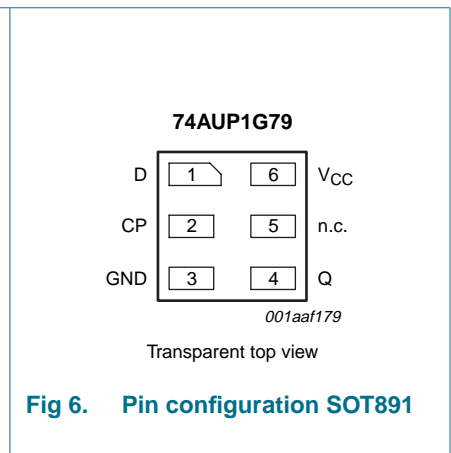 74AUP1G79
D 1 6 VCC
CP 2 5 n.c.
GND 3 4 Q
001aaf179
Transparent top view
Fig 6. Pin configuration SOT891